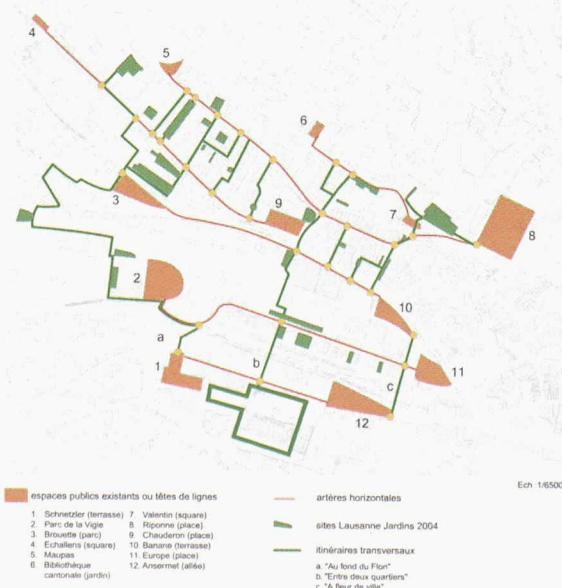 4
5
6
3
9
7
8
2
10
a
1
b
c
11
12
Ech 1/6500
espaces publics existants ou têtes de lignes
1 Schnetzler (terrasse)
2. Parc de la Vigie
3. Brouette (parc)
4. Echallens (square)
5. Maupas
6. Bibliothèque
cantonale (jardin)
7. Valentin (square)
8. Riponne (place)
9. Chauderon (place)
10 Banane (terrasse)
11. Europe (place)
12. Ansermet (allée)
artères horizontales
sites Lausanne Jardins 2004
itinéraires transversaux
a. "Au fond du Flon"
b. "Entre deux quartiers"
c. "A fleur de ville"